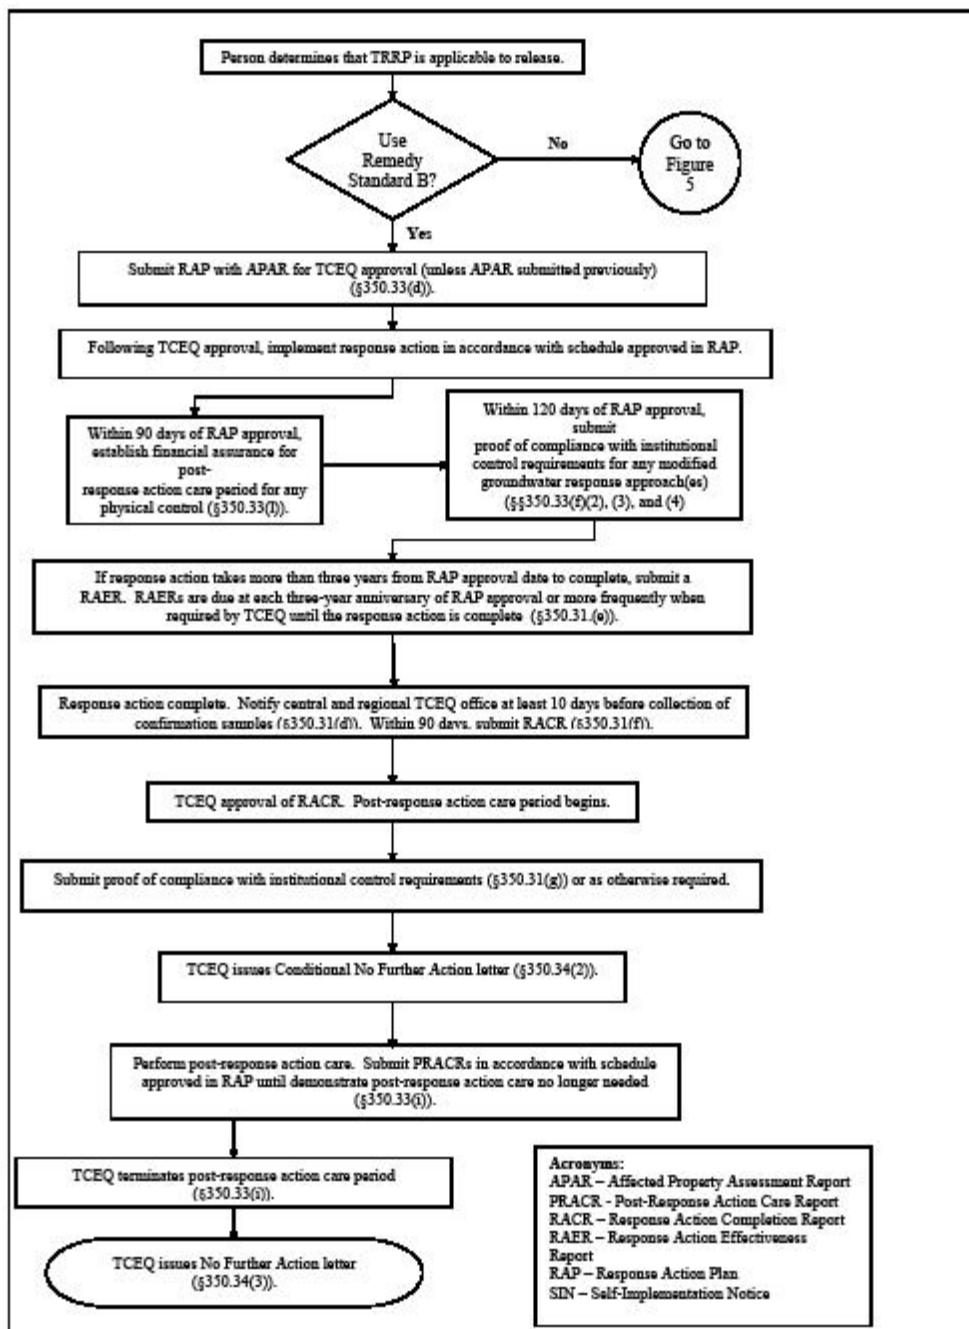 Person determines that TRRP is applicable to release.
Use
Remedy
Standard B?
No
Go to
Figure
5
Yes
Submit RAP with APAR for TCEQ approval (unless APAR submitted previously)
(§350.33(d)).
Following TCEQ approval, implement response action in accordance with schedule approved in RAP.
Within 90 days of RAP approval,
establish financial assurance for
post-
response action care period for any
physical control (§350.33(l)).
Within 120 days of RAP approval,
submit
proof of compliance with institutional
control requirements for any modified
groundwater response approach(es)
(§§350.33(f)(2), (3), and (4)
If response action takes more than three years from RAP approval date to complete, submit a
RAER. RAERs are due at each three-year anniversary of RAP approval or more frequently when
required by TCEQ until the response action is complete (§350.31.(e)).
Response action complete. Notify central and regional TCEQ office at least 10 days before collection of
confirmation samples (§350.31(d)). Within 90 days, submit RACR (§350.31(f)).
TCEQ approval of RACR. Post-response action care period begins.
Submit proof of compliance with institutional control requirements (§350.31(g)) or as otherwise required.
TCEQ issues Conditional No Further Action letter (§350.34(2)).
Perform post-response action care. Submit PRACRs in accordance with schedule
approved in RAP until demonstrate post-response action care no longer needed
(§350.33(i)).
TCEQ terminates post-response action care period
(§350.33(i)).
TCEQ issues No Further Action letter
(§350.34(3)).
Acronyms:
APAR – Affected Property Assessment Report
PRACR - Post-Response Action Care Report
RACR – Response Action Completion Report
RAER – Response Action Effectiveness
Report
RAP – Response Action Plan
SIN – Self-Implementation Notice